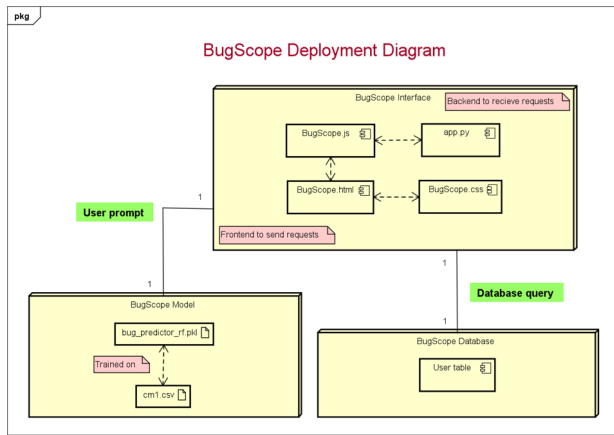 pkg
BugScope Deployment Diagram
BugScope Interface
Backend to recieve requests
BugScope.js
app.py
BugScope.html
BugScope.css
Frontend to send requests
1
User prompt
1
1
Database query
1
BugScope Model
bug_predictor_rf.pkl
Trained on
cm1.csv
BugScope Database
User table